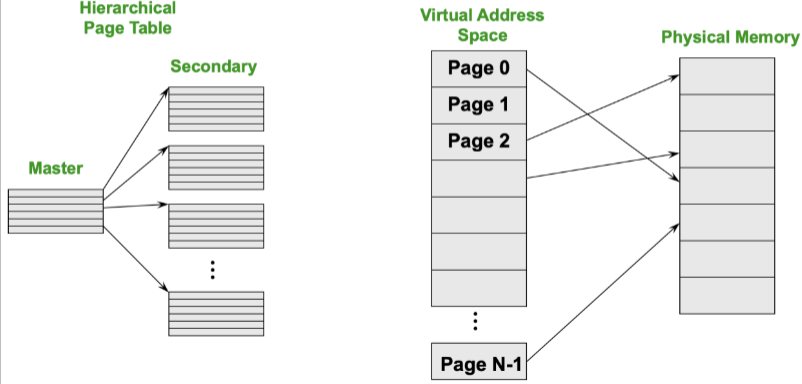 Hierarchical
Page Table
Secondary
Master
Virtual Address
Space
Page 0
Page 1
Page 2
Page N-1
Physical Memory